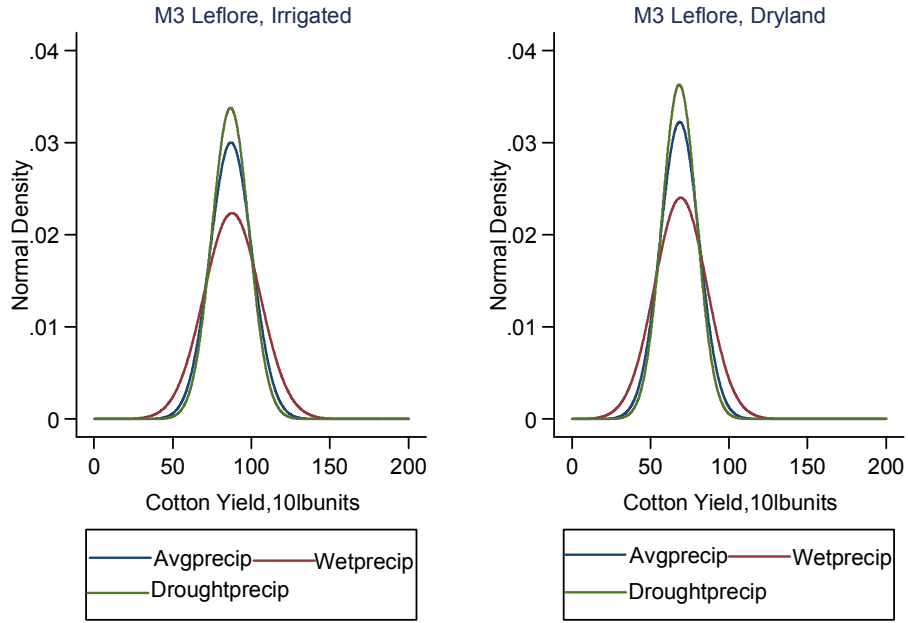 M3 Leflore, Irrigated
.04
.03
.02
.01
0
Normal Density
0 50 100 150 200
Cotton Yield,10lbunits
Avgprecip Wetprecip
Droughtprecip
M3 Leflore, Dryland
.04
.03
.02
.01
0
Normal Density
0 50 100 150 200
Cotton Yield,10lbunits
Avgprecip Wetprecip
Droughtprecip